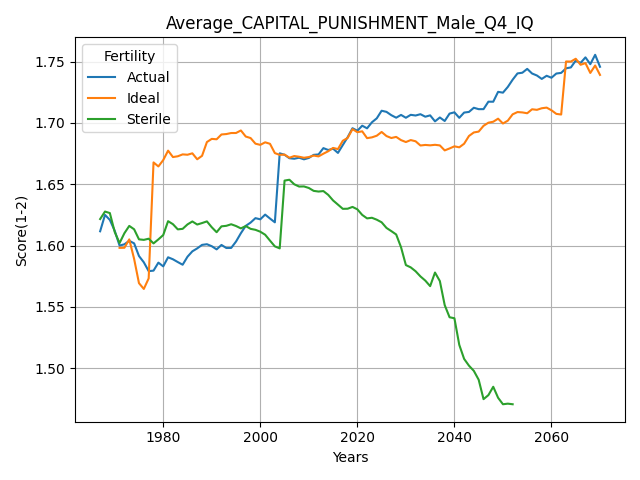 Average_CAPITAL_PUNISHMENT_Male_Q4_IQ
Fertility
Actual
Ideal
Sterile
Score(1-2)
1.75
1.70
1.65
1.60
1.55
1.50
1980
2000
2020
2040
2060
Years